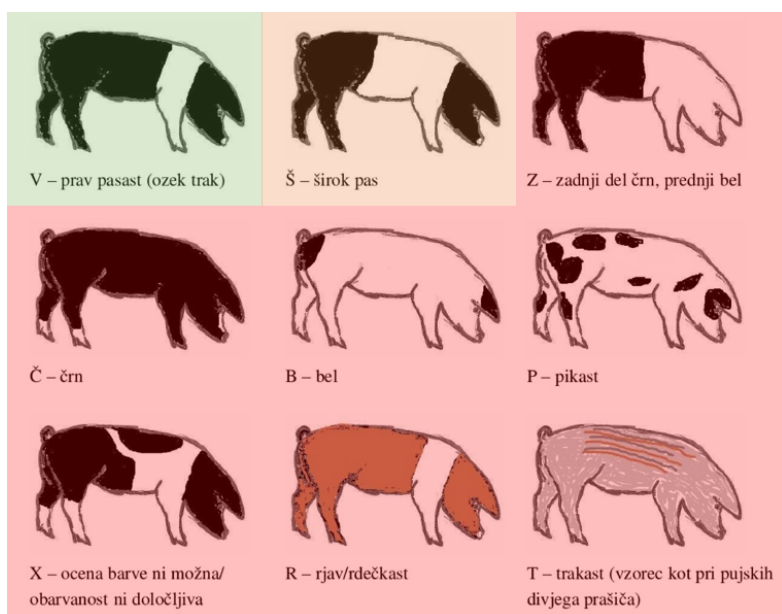 V – prav pasast (ozek trak)
Š – širok pas
Z – zadnji del črn, prednji bel
Č – črn
B – bel
P – pikast
X – ocena barve ni možna/
obarvanost ni določljiva
R – rjav/rdečkast
T – trakast (vzorec kot pri pujskih
divjega prašiča)